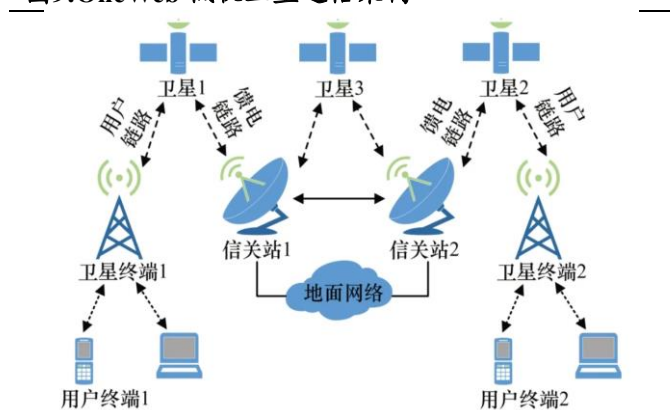 卫星1 卫星3 卫星2
用户链路 馈电链路 馈电链路 用户链路
信关站1 信关站2
卫星终端1 卫星终端2
地面网络
用户终端1 用户终端2